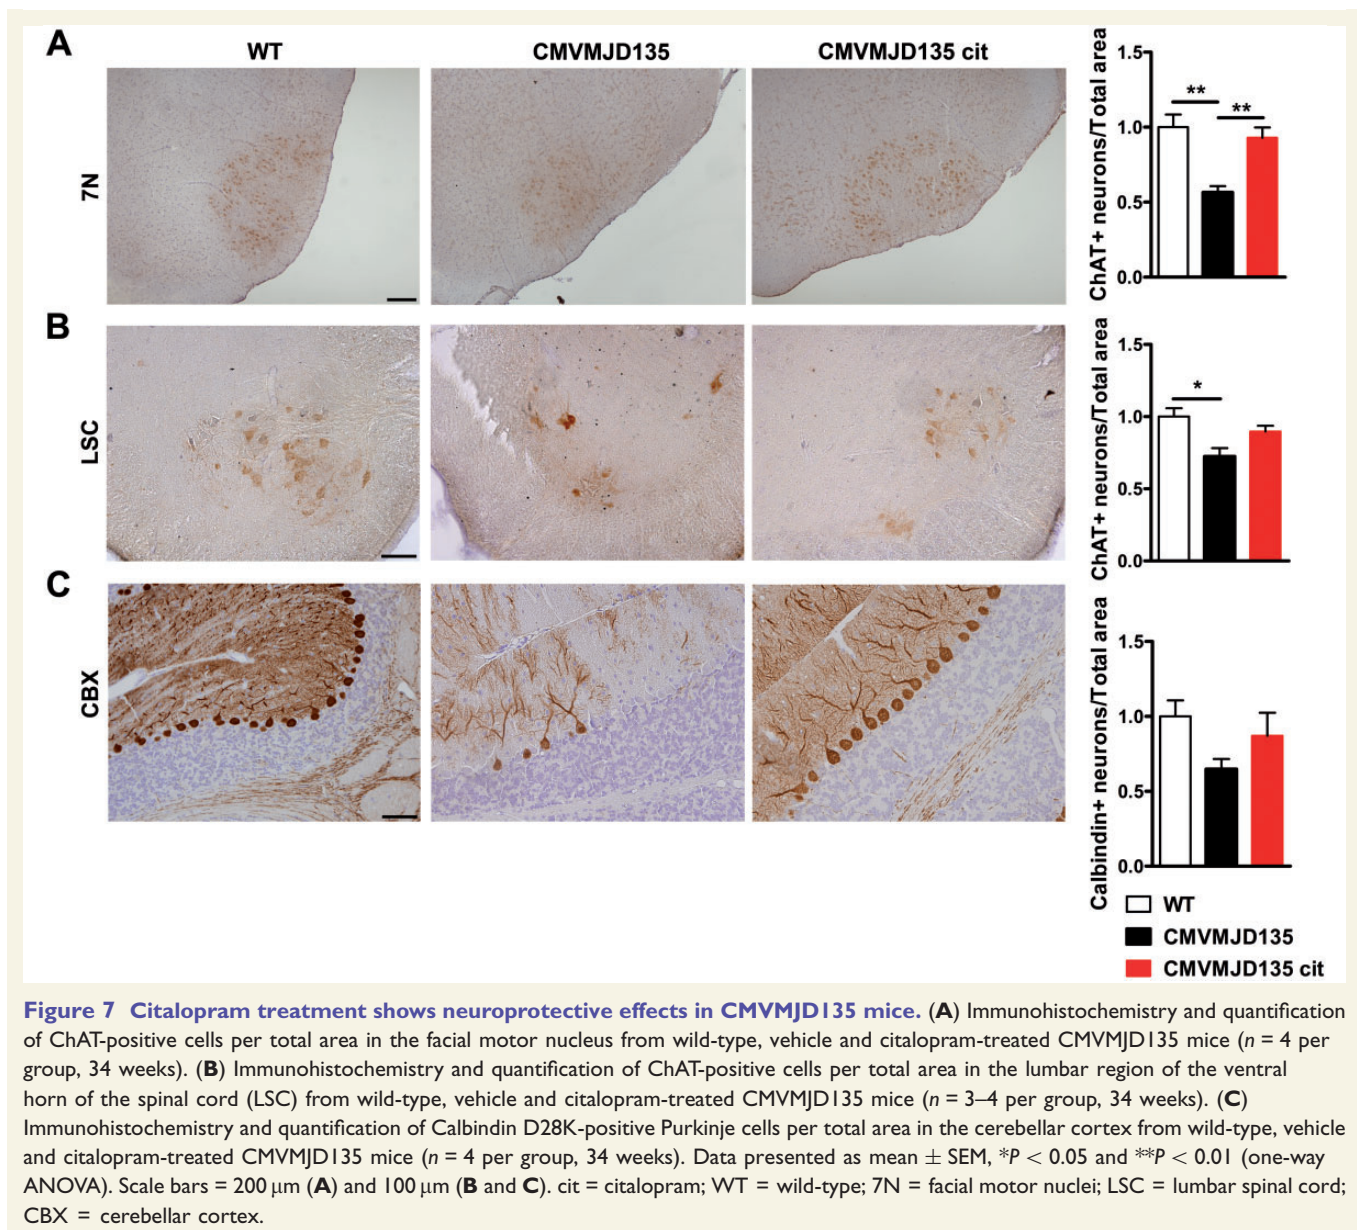 A
WT
CMVMJD135
CMVMJD135 cit
7N
ChAT+ neurons/Total area
1.5
1.0
0.5
0.0
**
**
B
LSC
ChAT+ neurons/Total area
1.5
1.0
0.5
0.0
*
C
CBX
Calbindin+ neurons/Total area
1.5
1.0
0.5
0.0
WT
CMVMJD135
CMVMJD135 cit
Figure 7 Citalopram treatment shows neuroprotective effects in CMVMJD135 mice. (A) Immunohistochemistry and quantification
of ChAT-positive cells per total area in the facial motor nucleus from wild-type, vehicle and citalopram-treated CMVMJD135 mice (n = 4 per
group, 34 weeks). (B) Immunohistochemistry and quantification of ChAT-positive cells per total area in the lumbar region of the ventral
horn of the spinal cord (LSC) from wild-type, vehicle and citalopram-treated CMVMJD135 mice (n = 3–4 per group, 34 weeks). (C)
Immunohistochemistry and quantification of Calbindin D28K-positive Purkinje cells per total area in the cerebellar cortex from wild-type, vehicle
and citalopram-treated CMVMJD135 mice (n = 4 per group, 34 weeks). Data presented as mean ± SEM, *P < 0.05 and **P < 0.01 (one-way
ANOVA). Scale bars = 200 μm (A) and 100 μm (B and C). cit = citalopram; WT = wild-type; 7N = facial motor nuclei; LSC = lumbar spinal cord;
CBX = cerebellar cortex.